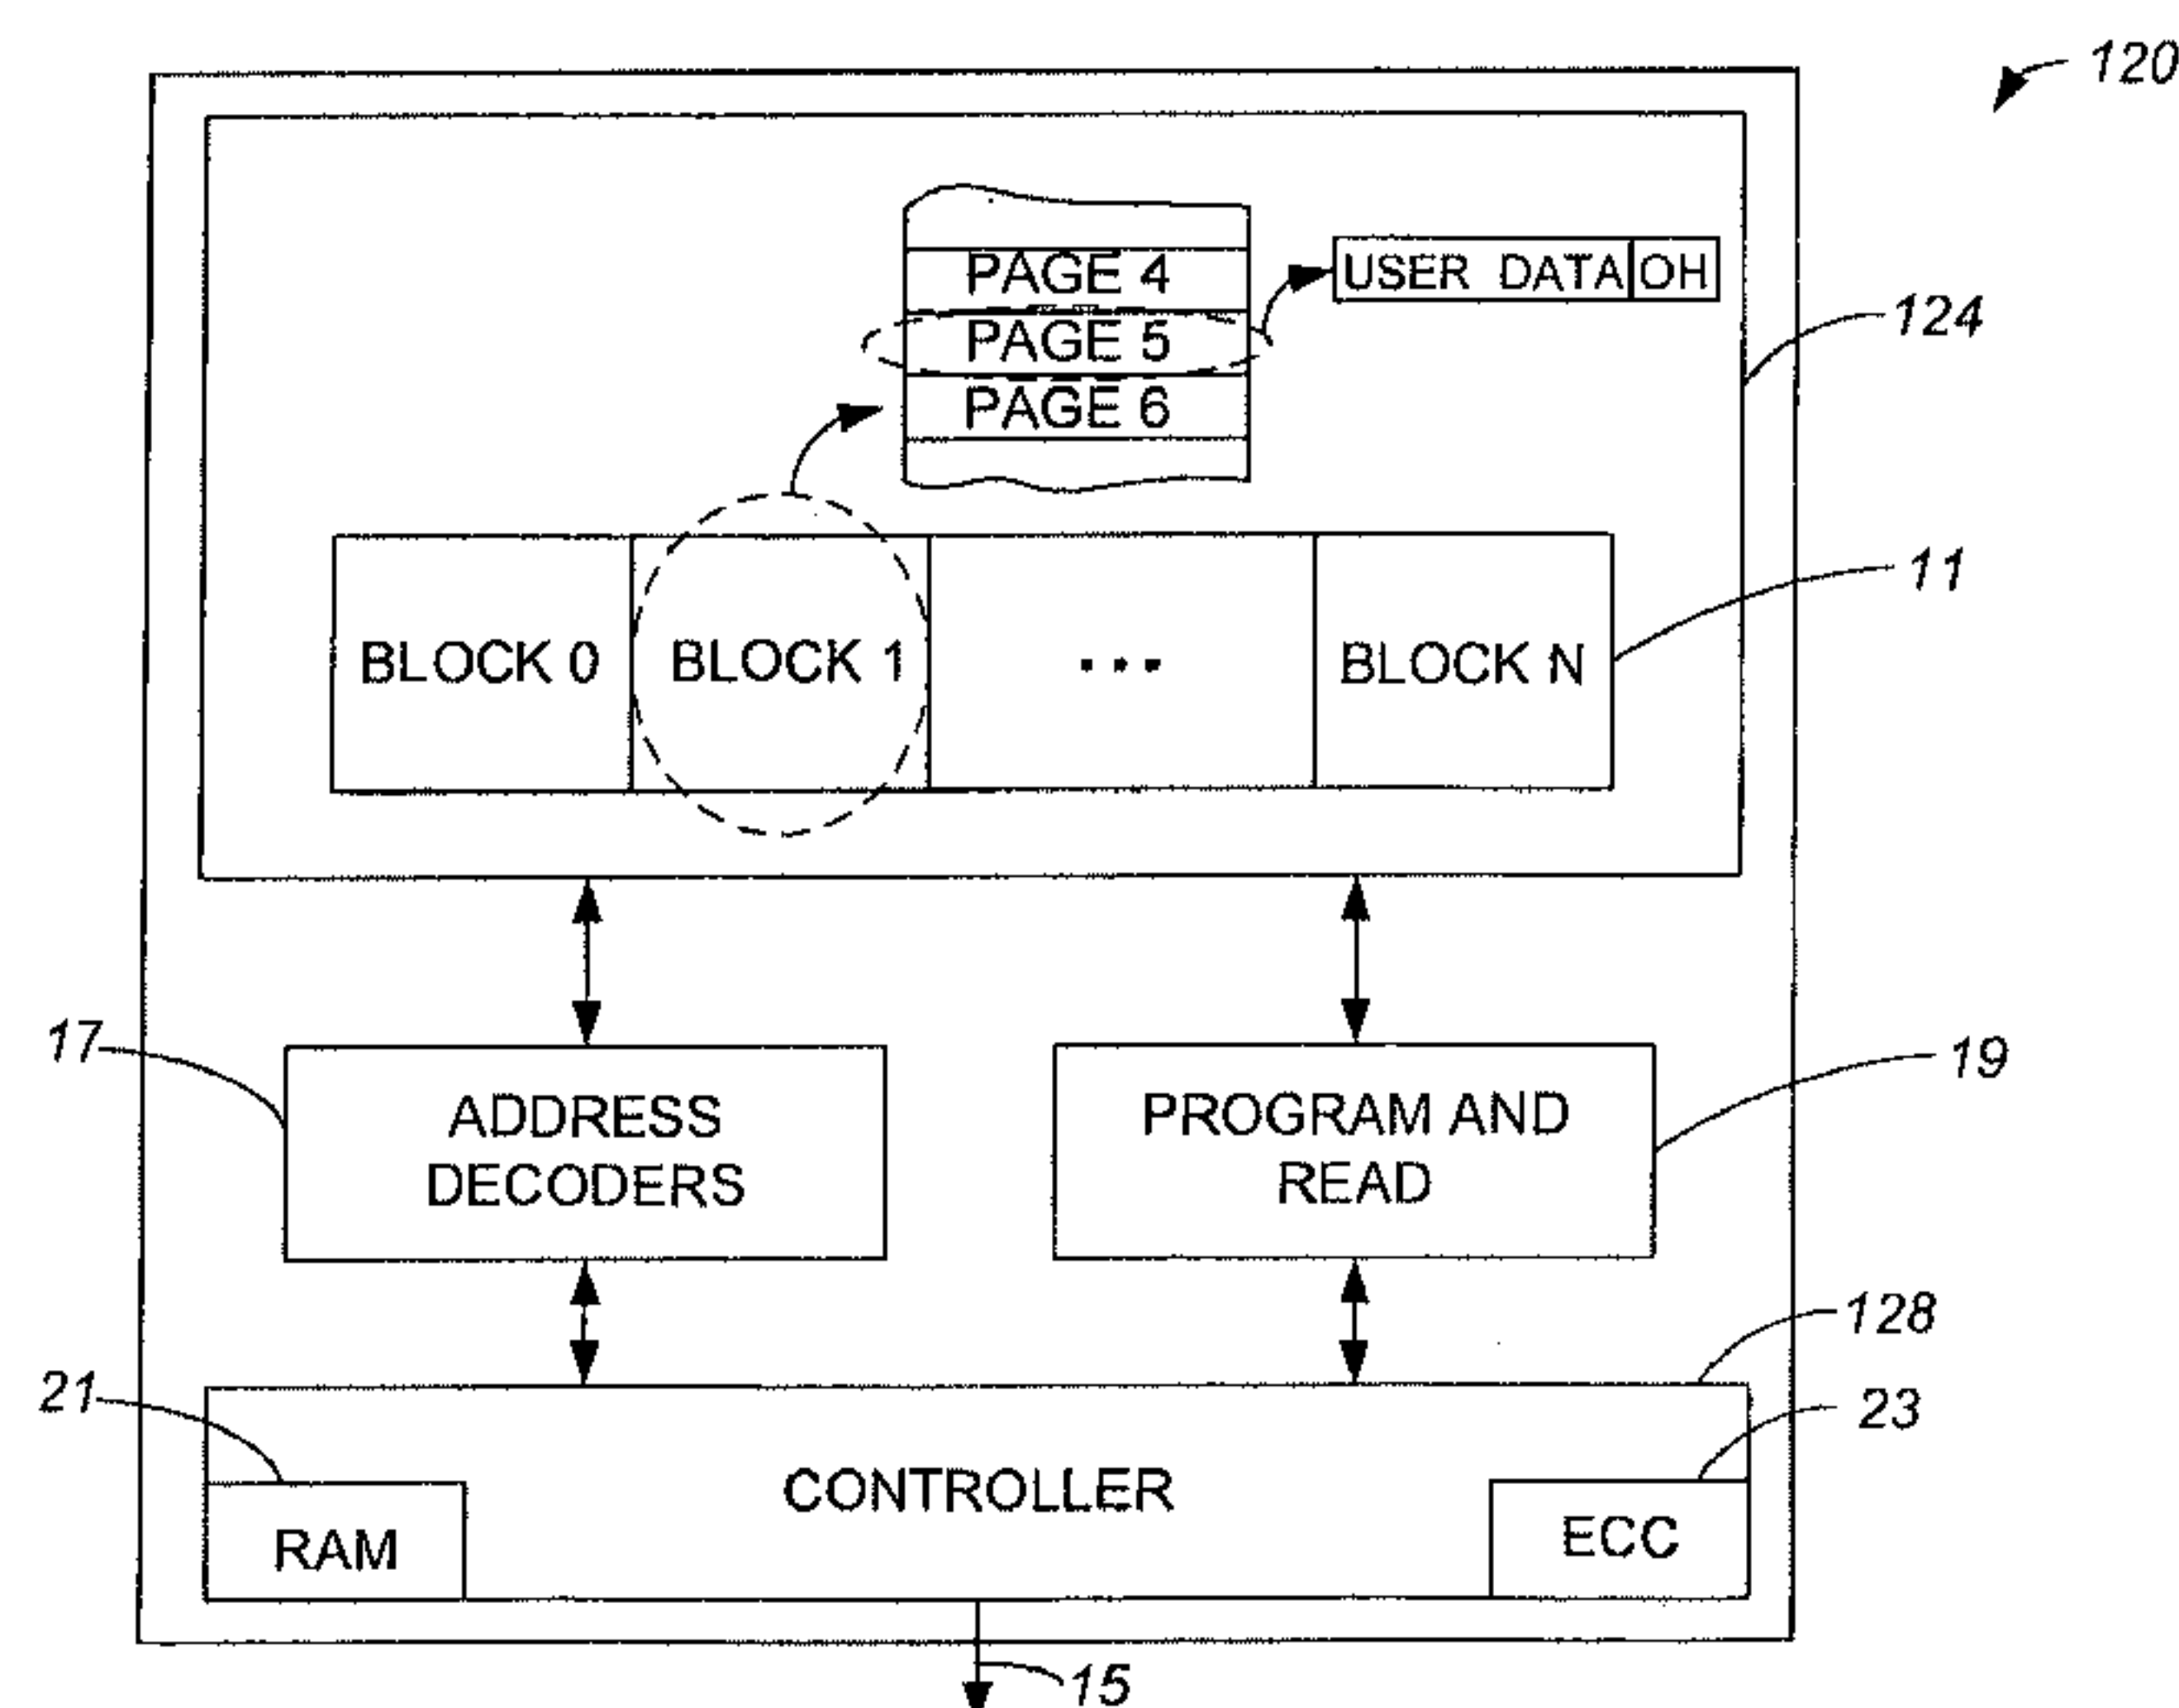 120
PAGE 4
USER DATA OH
124
PAGE 5
PAGE 6
11
BLOCK 0 BLOCK 1 ... BLOCK N
17
19
ADDRESS
DECODERS
PROGRAM AND
READ
128
21
23
CONTROLLER
RAM
ECC
15